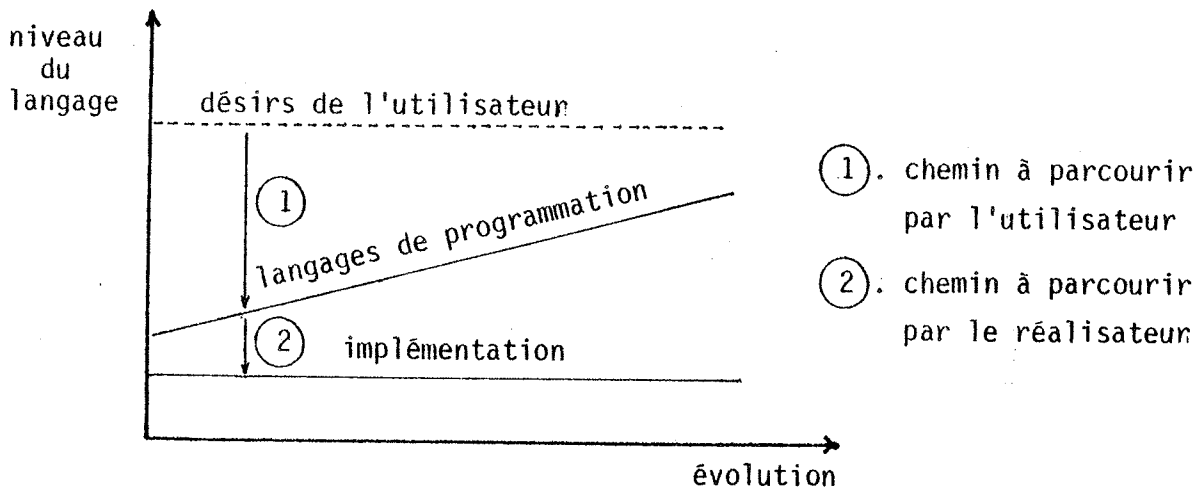 niveau
du
langage
désirs de l'utilisateur
1
langages de programmation
2
implémentation
évolution
1. chemin à parcourir
par l'utilisateur
2. chemin à parcourir
par le réalisateur